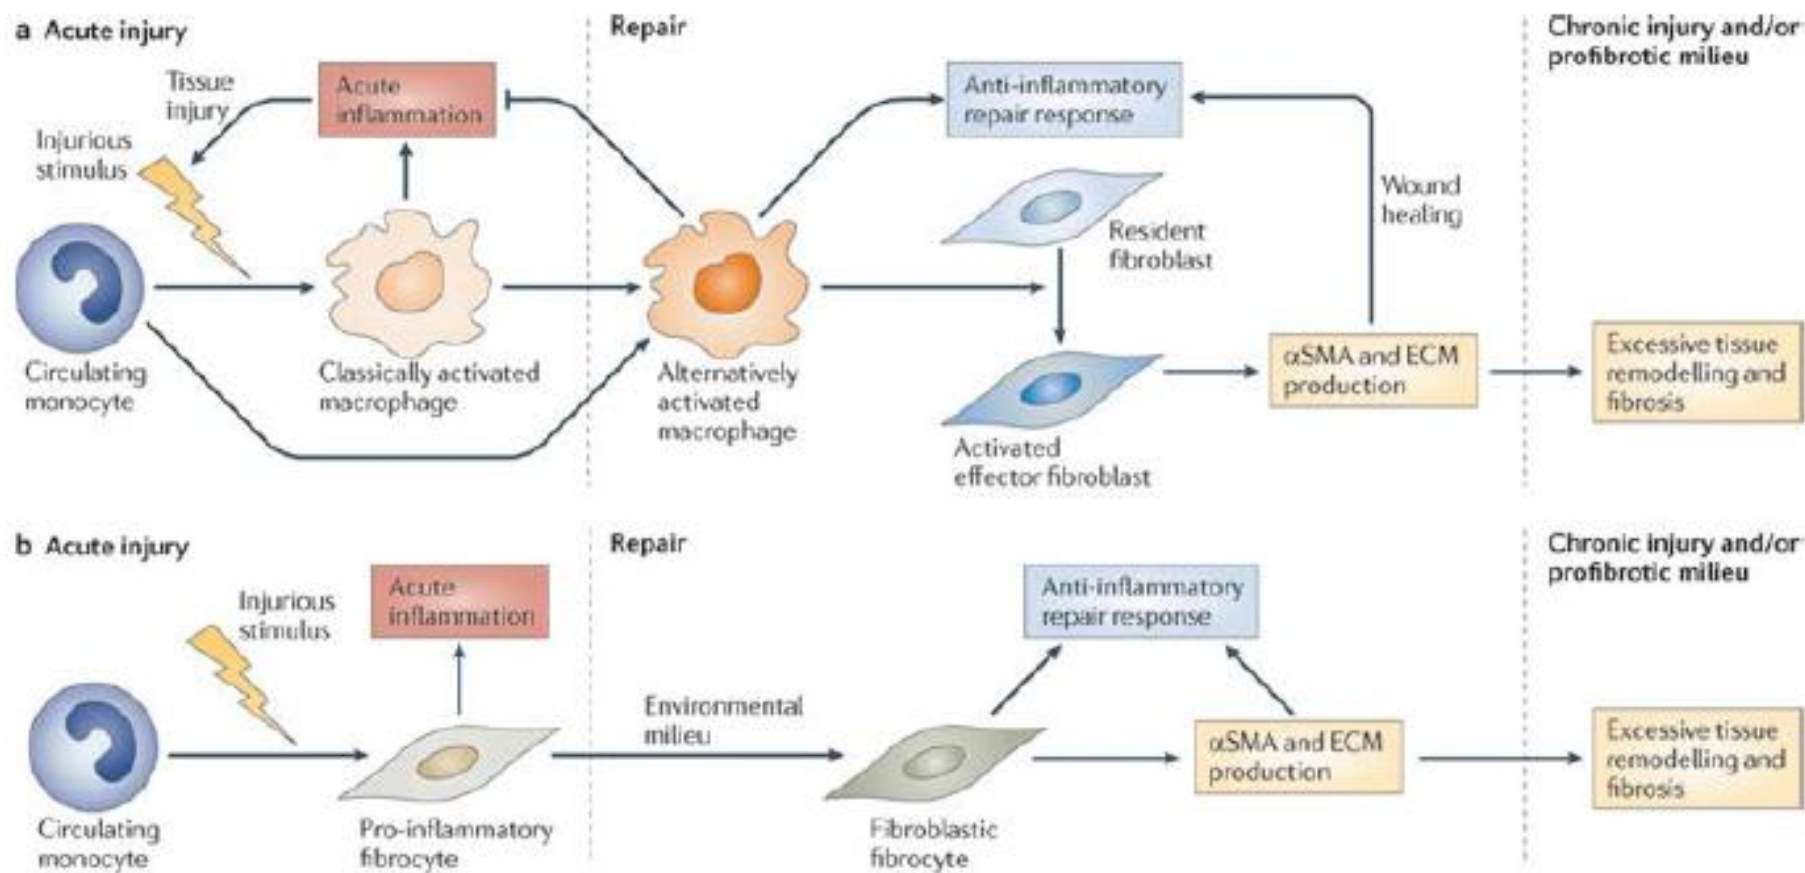 a Acute injury
Repair
Chronic injury and/or
profibrotic milieu
Tissue
injury
Acute
inflammation
Anti-inflammatory
repair response
Injurious
stimulus
Wound
healing
Resident
fibroblast
Circulating
monocyte
Classically activated
macrophage
Alternatively
activated
macrophage
αSMA and ECM
production
Excessive tissue
remodelling and
fibrosis
Activated
effector fibroblast
b Acute injury
Repair
Chronic injury and/or
profibrotic milieu
Injurious
stimulus
Acute
inflammation
Anti-inflammatory
repair response
Environmental
milieu
αSMA and ECM
production
Excessive tissue
remodelling and
fibrosis
Circulating
monocyte
Pro-inflammatory
fibrocyte
Fibroblastic
fibrocyte